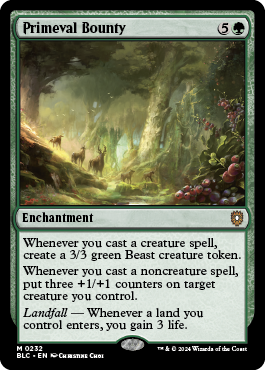 Primeval Bounty 5
Enchantment
Whenever you cast a creature spell,
create a 3/3 green Beast creature token.
Whenever you cast a noncreature spell,
put three +1/+1 counters on target
creature you control.
Landfall — Whenever a land you
control enters, you gain 3 life.
M 0232
BLC • EN Christine Choi
™ & © 2024 Wizards of the Coast